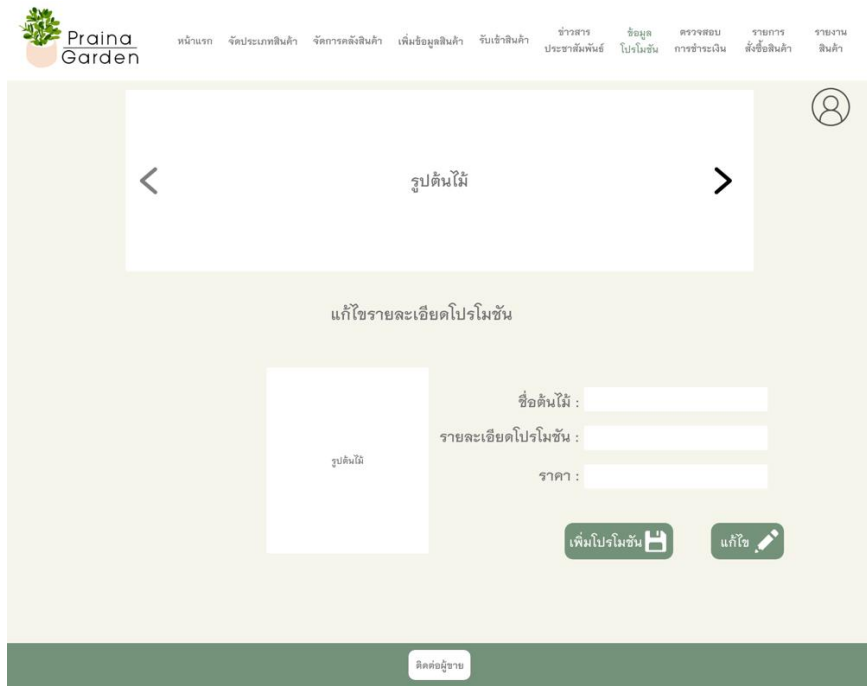 Praina
Garden
หน้าแรก
จัดประเภทสินค้า
จัดการคลังสินค้า
เพิ่มข้อมูลสินค้า
รับเข้าสินค้า
ข่าวสาร
ประชาสัมพันธ์
ข้อมูล
โปรโมชัน
ตรวจสอบ
การชำระเงิน
รายการ
สั่งซื้อสินค้า
รายงาน
สินค้า
รูปต้นไม้
แก้ไขรายละเอียดโปรโมชัน
รูปต้นไม้
ชื่อต้นไม้ :
รายละเอียดโปรโมชัน :
ราคา :
เพิ่มโปรโมชัน
แก้ไข
ติดต่อผู้ขาย